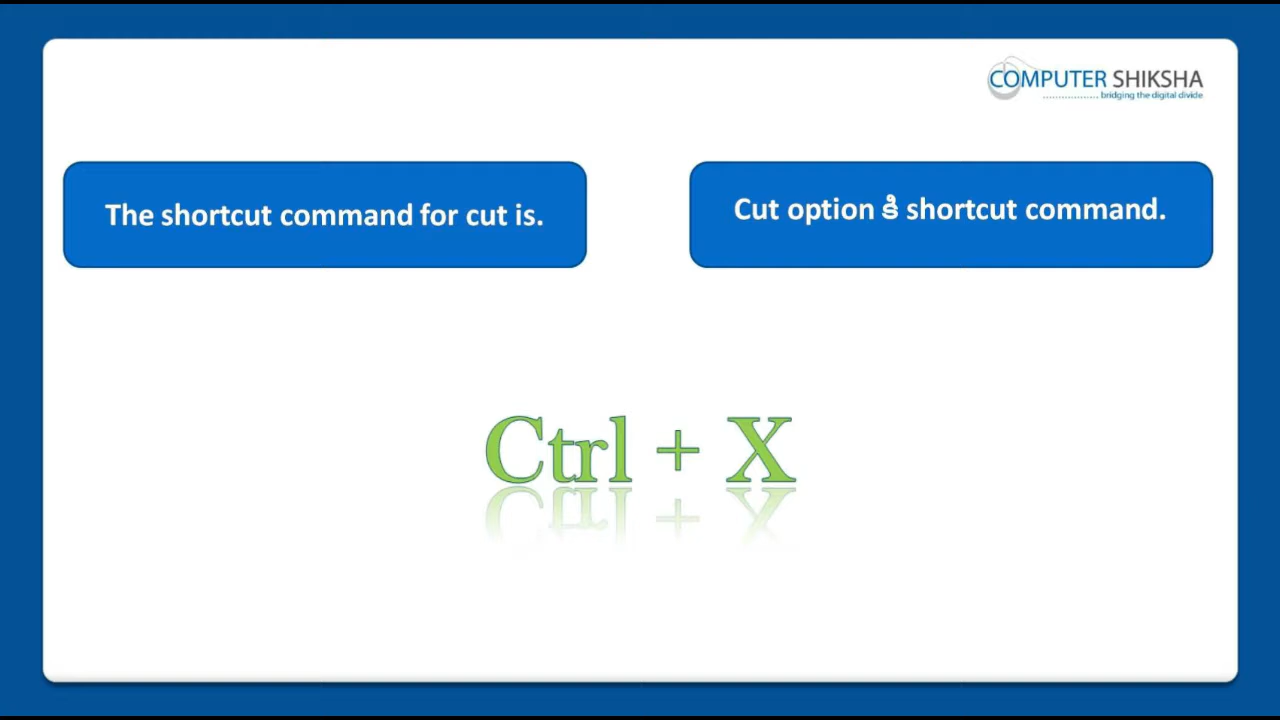 COMPUTER SHIKSHA
bridging the digital divide
The shortcut command for cut is.
Cut option కి shortcut command.
Ctrl + X